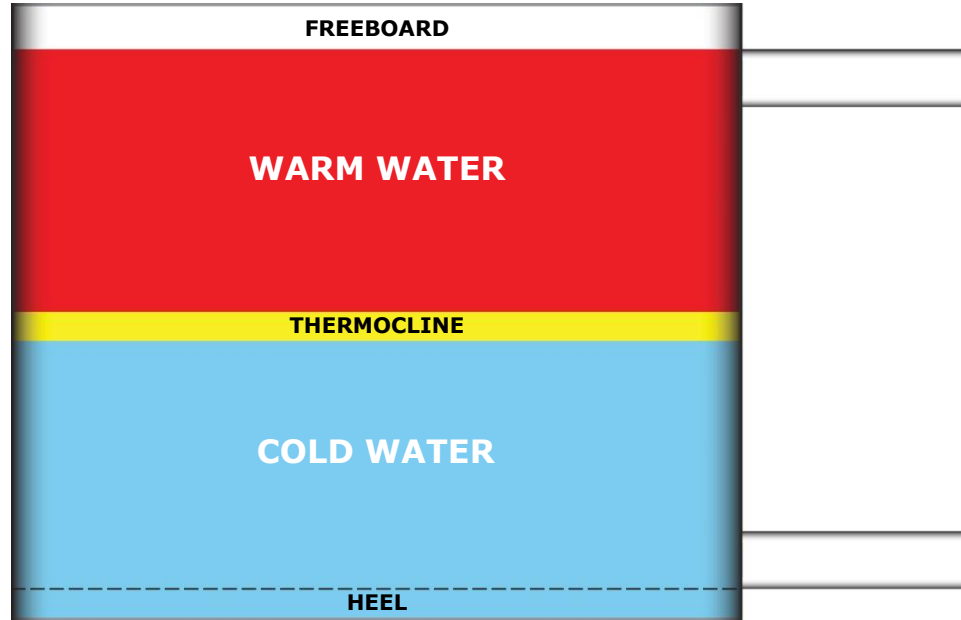 FREEBOARD
WARM WATER
THERMOCLINE
COLD WATER
HEEL